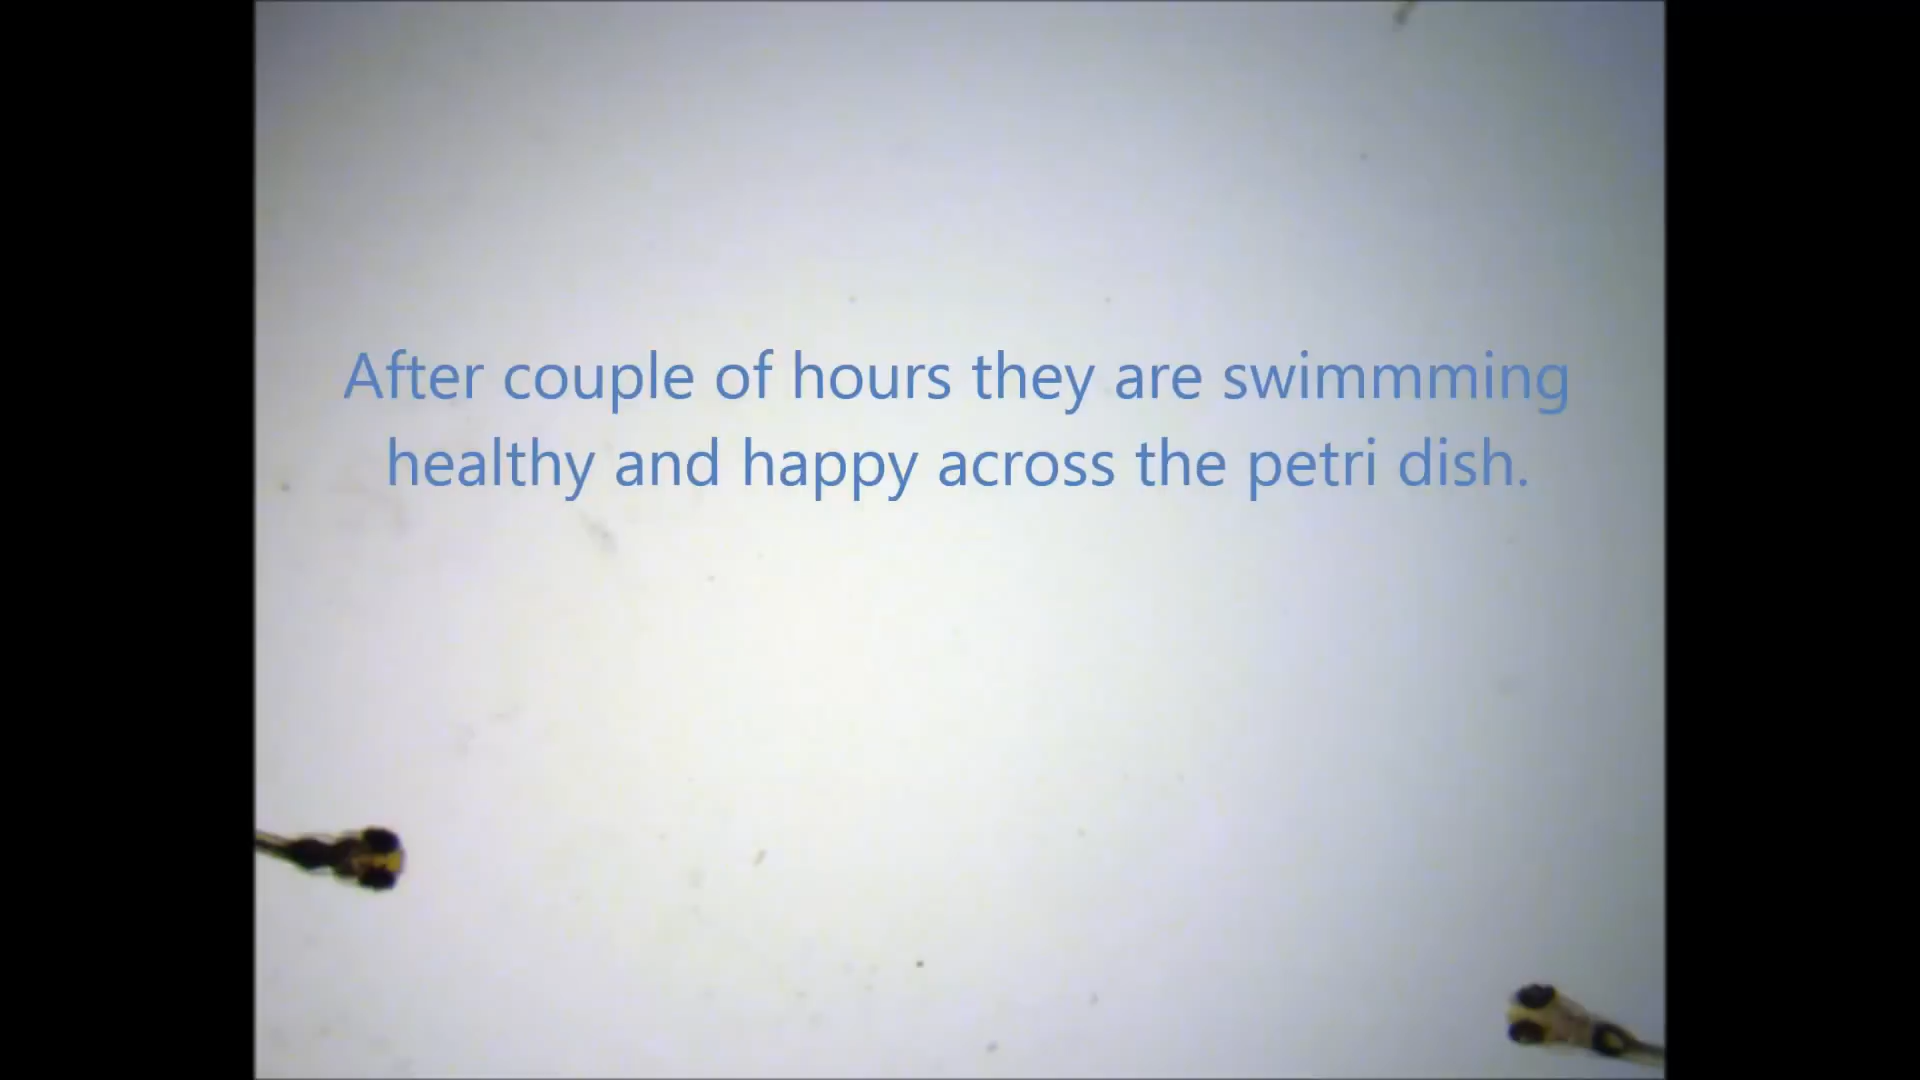 After couple of hours they are swimmming
healthy and happy across the petri dish.